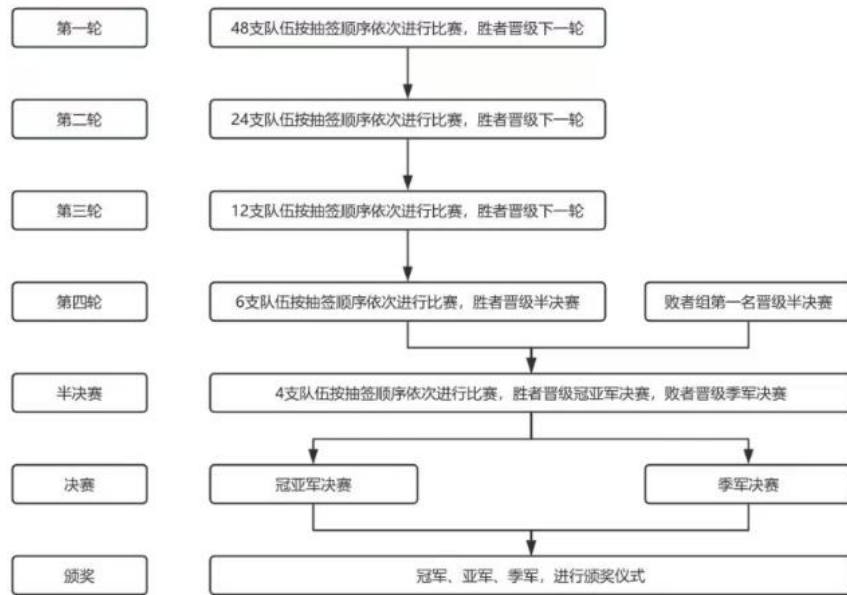 第一轮
48支队伍按抽签顺序依次进行比赛，胜者晋级下一轮
第二轮
24支队伍按抽签顺序依次进行比赛，胜者晋级下一轮
第三轮
12支队伍按抽签顺序依次进行比赛，胜者晋级下一轮
第四轮
6支队伍按抽签顺序依次进行比赛，胜者晋级半决赛
败者组第一名晋级半决赛
半决赛
4支队伍按抽签顺序依次进行比赛，胜者晋级冠亚军决赛，败者晋级季军决赛
决赛
冠亚军决赛
季军决赛
颁奖
冠军、亚军、季军，进行颁奖仪式